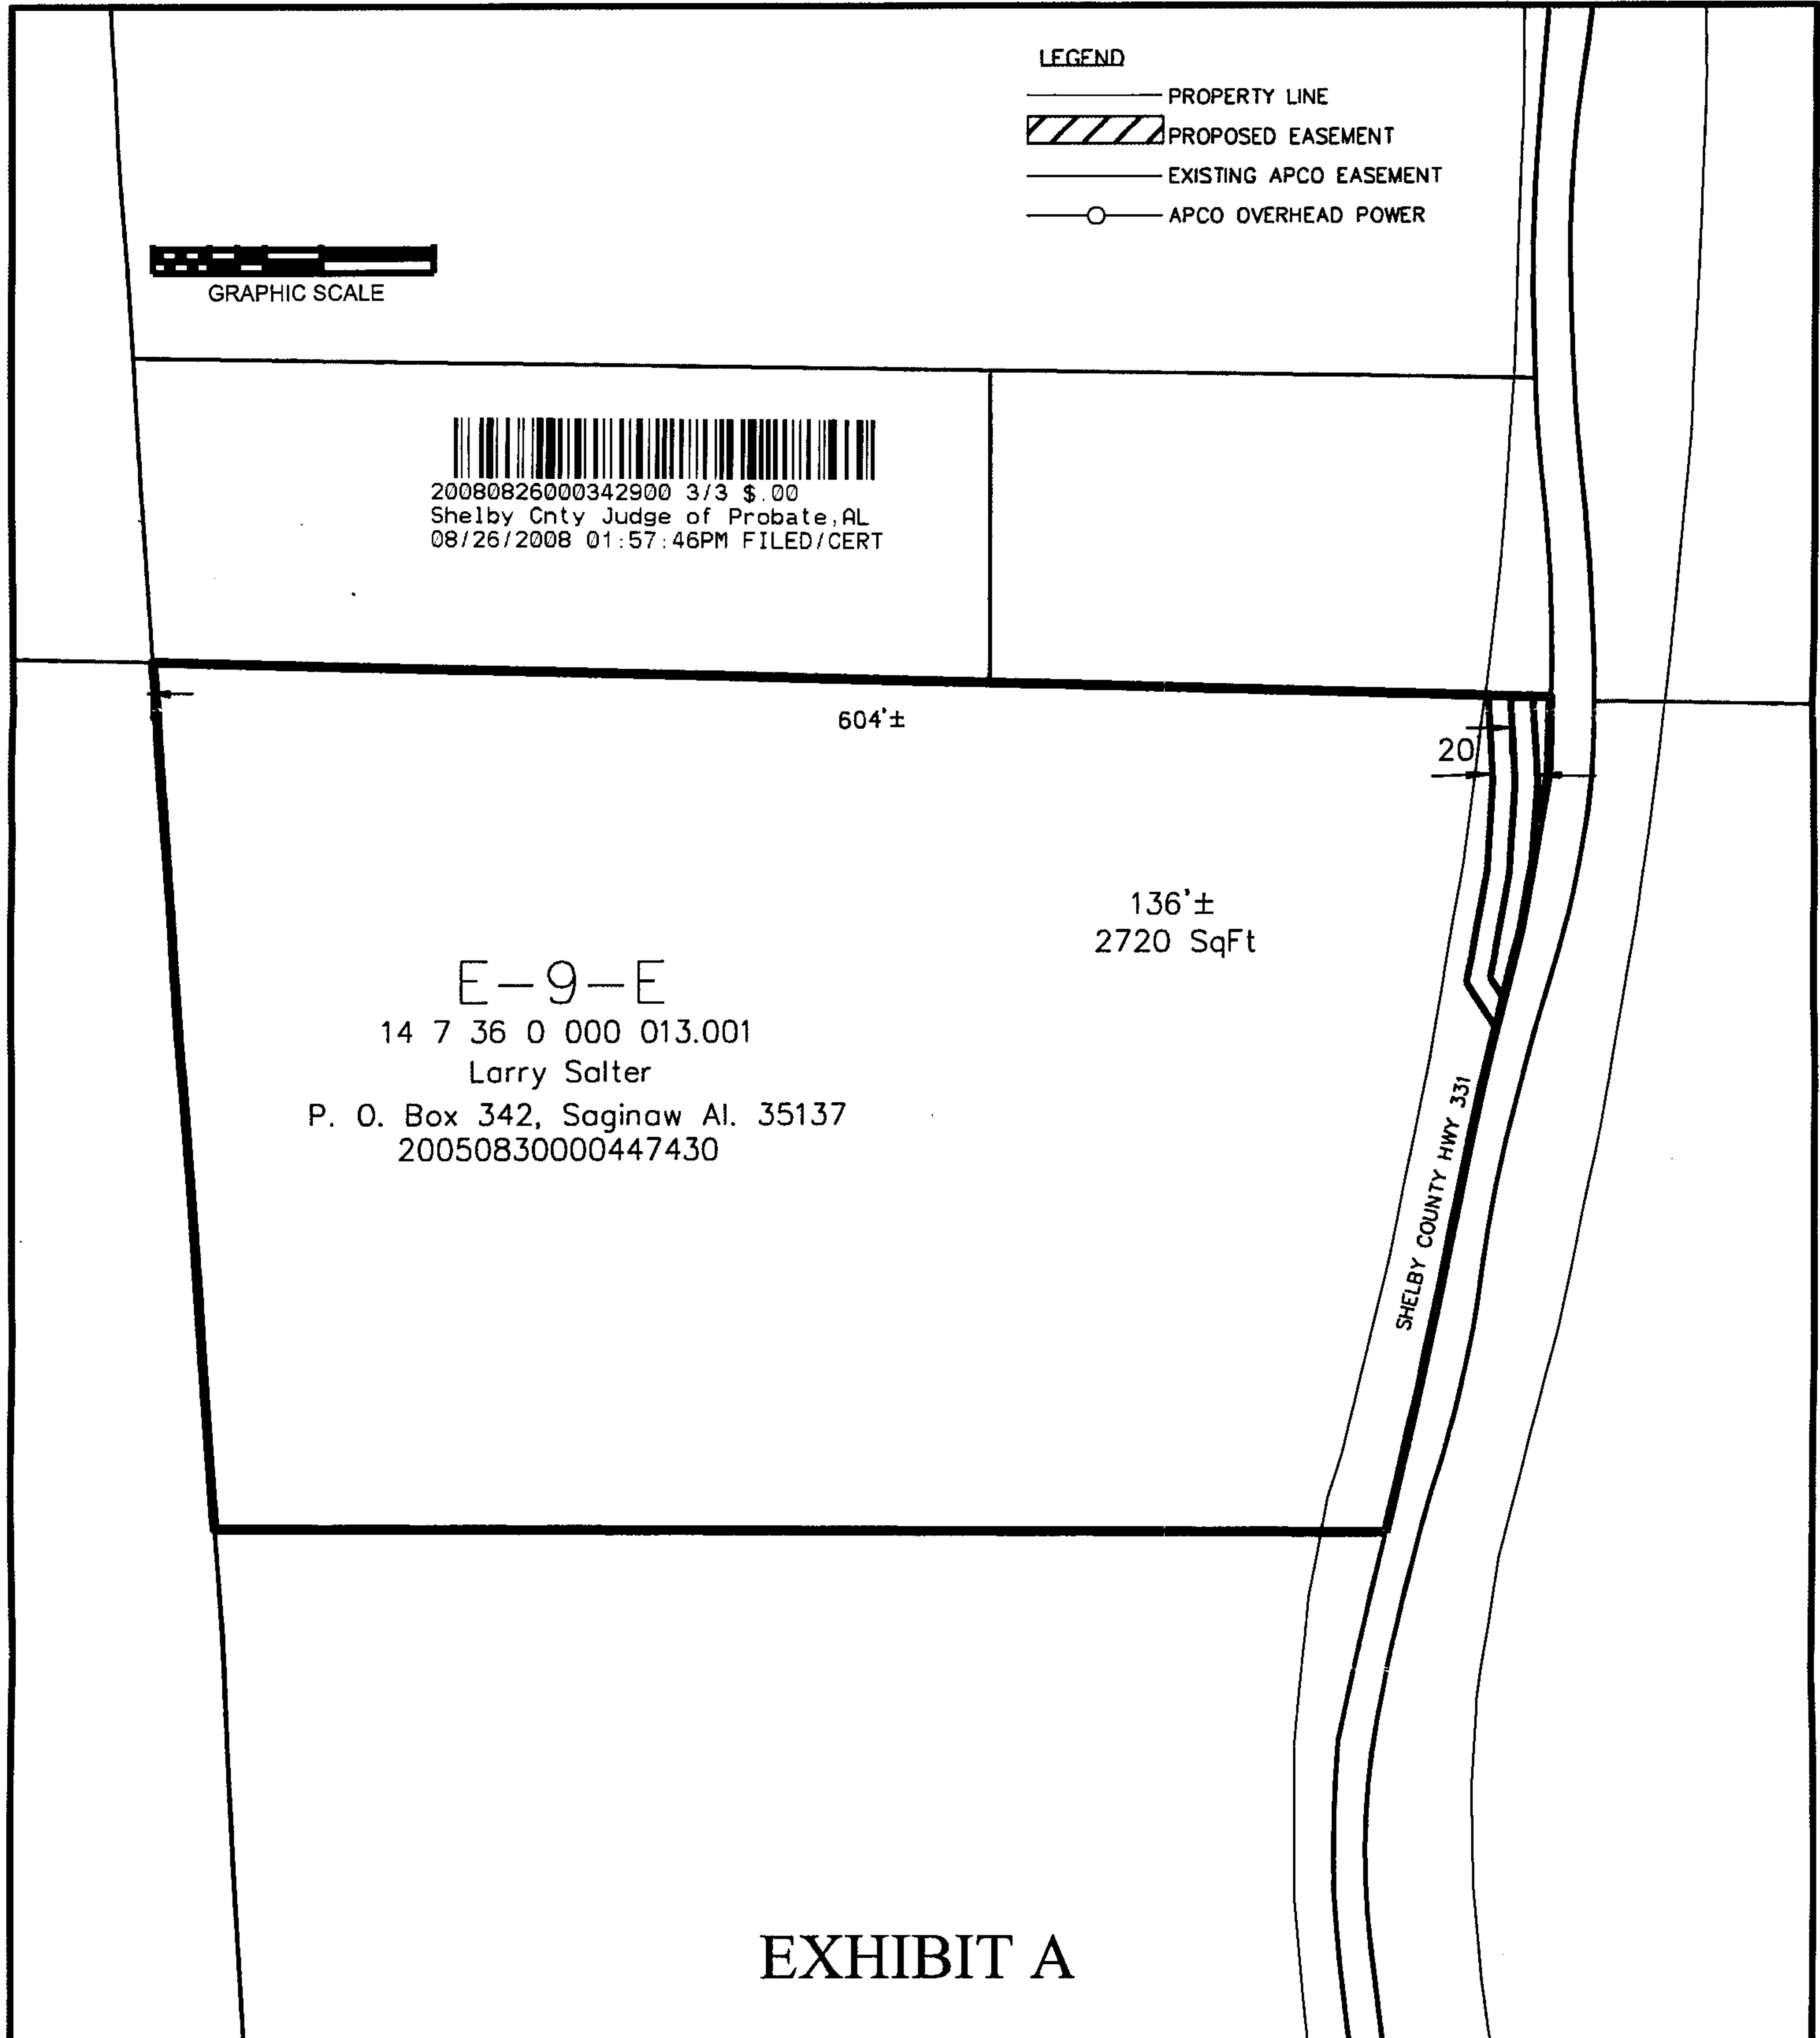 LEGEND
PROPERTY LINE
PROPOSED EASEMENT
EXISTING APCO EASEMENT
APCO OVERHEAD POWER
GRAPHIC SCALE
20080826000342900 3/3 $.00
Shelby Cnty Judge of Probate,AL
08/26/2008 01:57:46PM FILED/CERT
604'±
20
136'±
2720 SqFt
E-9-E
14 7 36 0 000 013.001
Larry Salter
P. O. Box 342, Saginaw Al. 35137
20050830000447430
SHELBY COUNTY HWY 331
EXHIBIT A